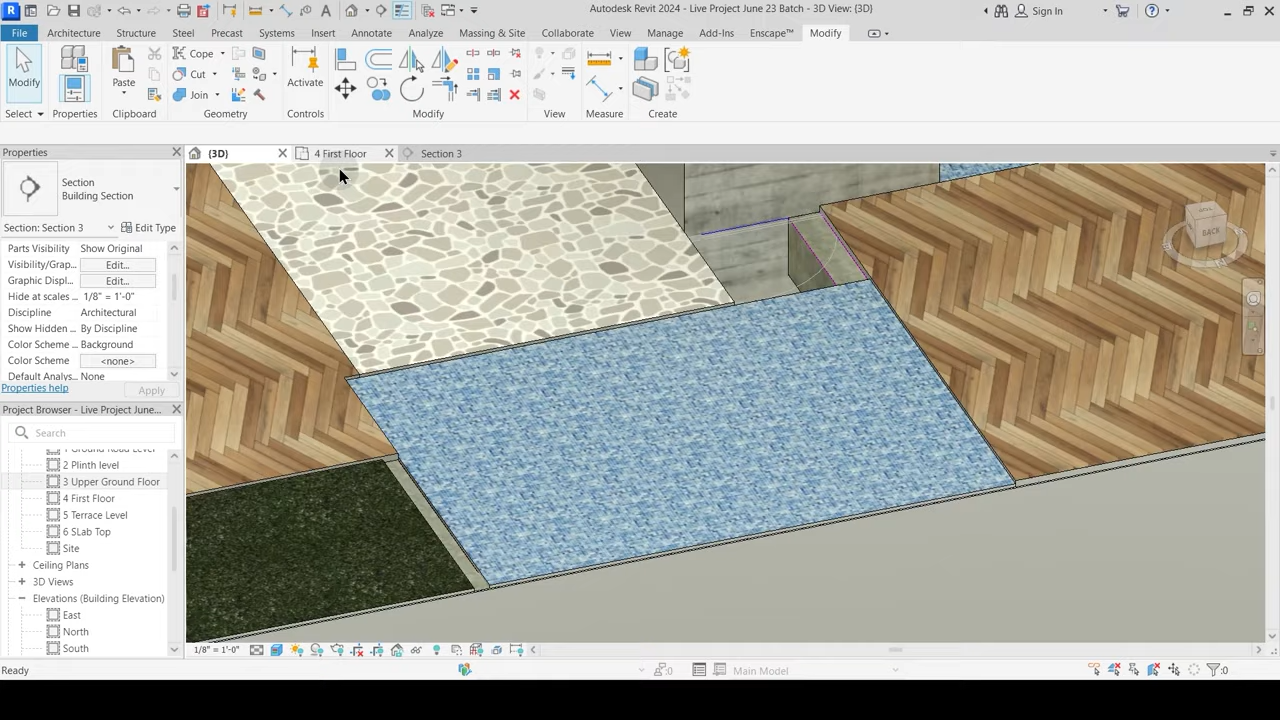 Autodesk Revit 2024 - Live Project June 23 Batch - 3D View: {3D}
Sign In
File Architecture Structure Steel Precast Systems Insert Annotate Analyze Massing & Site Collaborate View Manage Add-Ins Enscape™ Modify
Modify
Paste
Cope
Cut
Join
Activate
Select Properties Clipboard Geometry Controls Modify View Measure Create
Properties
{3D} 4 First Floor Section 3
Section
Building Section
Section: Section 3 Edit Type
Parts Visibility Show Original
Visibility/Grap... Edit...
Graphic Displ... Edit...
Hide at scales ... 1/8" = 1'-0"
Discipline Architectural
Show Hidden ... By Discipline
Color Scheme ... Background
Color Scheme <none>
Default Analys... None
Properties help Apply
Project Browser - Live Project June...
Search
1 Ground Road Level
2 Plinth level
3 Upper Ground Floor
4 First Floor
5 Terrace Level
6 SLab Top
Site
Ceiling Plans
3D Views
Elevations (Building Elevation)
East
North
South
BACK
1/8" = 1'-0"
Ready
:0
Main Model
:0